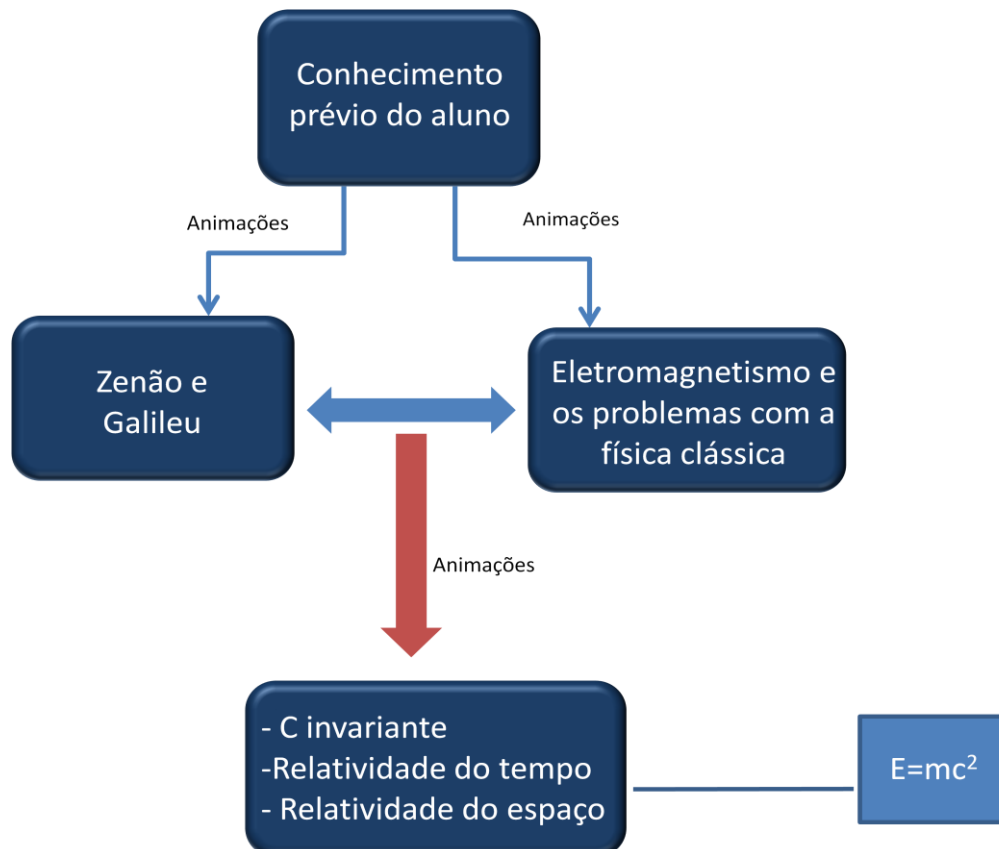 Conhecimento
prévio do aluno
Animações
Animações
Zenão e
Galileu
Eletromagnetismo e
os problemas com a
física clássica
Animações
- C invariante
-Relatividade do tempo
- Relatividade do espaço
E=mc²